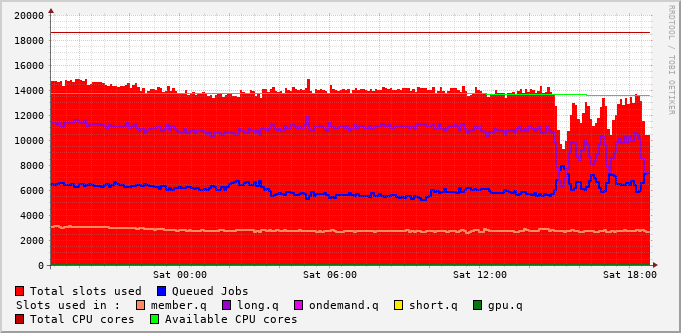 20000
18000
16000
14000
12000
10000
8000
6000
4000
2000
0
Sat 00:00 Sat 06:00 Sat 12:00 Sat 18:00
RRDTOOL / TOBI OETIKER
Total slots used Queued Jobs
Slots used in : member.q long.q ondemand.q short.q gpu.q
Total CPU cores Available CPU cores